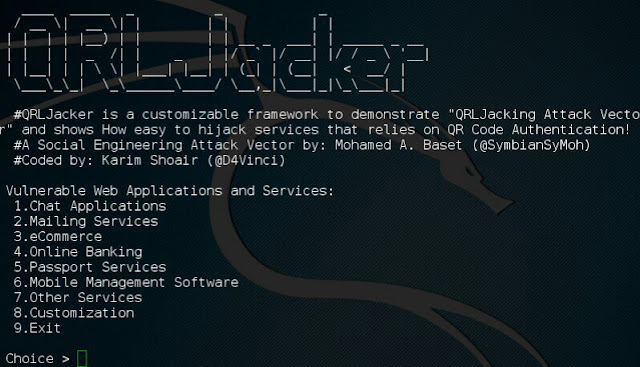 QRLJacker
#QRLJacker is a customizable framework to demonstrate "QRLJacking Attack Vecto
r" and shows How easy to hijack services that relies on QR Code Authentication!
#A Social Engineering Attack Vector by: Mohamed A. Baset (@SymbianSyMoh)
#Coded by: Karim Shoair (@D4Vinci)
Vulnerable Web Applications and Services:
1.Chat Applications
2.Mailing Services
3.eCommerce
4.Online Banking
5.Passport Services
6.Mobile Management Software
7.Other Services
8.Customization
9.Exit
Choice >